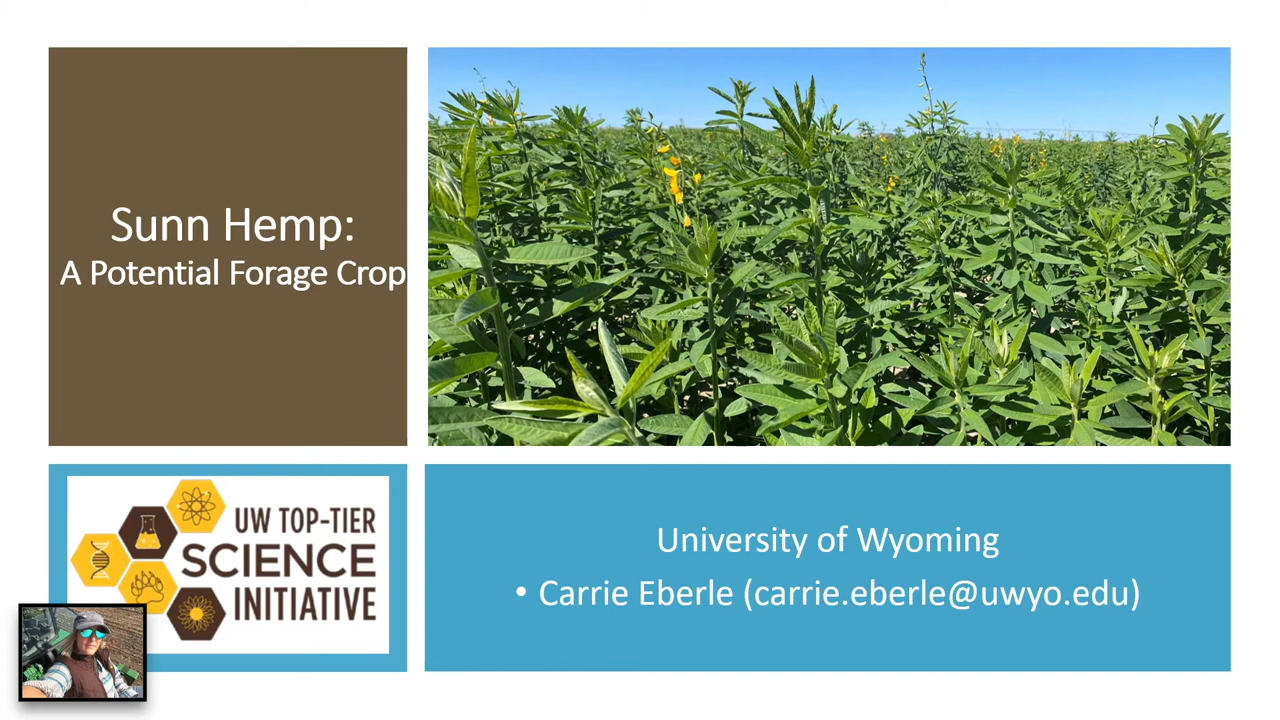 Sunn Hemp:
A Potential Forage Crop
UW TOP-TIER
SCIENCE
INITIATIVE
University of Wyoming
• Carrie Eberle (carrie.eberle@uwyo.edu)